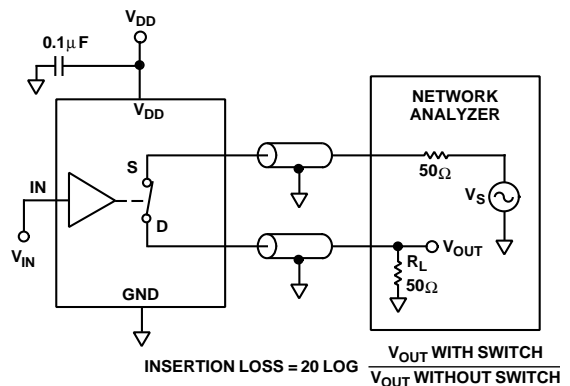 V_DD
0.1µF
V_DD
NETWORK
ANALYZER
S
IN
50Ω
V_S
D
V_IN
V_OUT
R_L
50Ω
GND
INSERTION LOSS = 20 LOG
V_OUT WITH SWITCH
V_OUT WITHOUT SWITCH